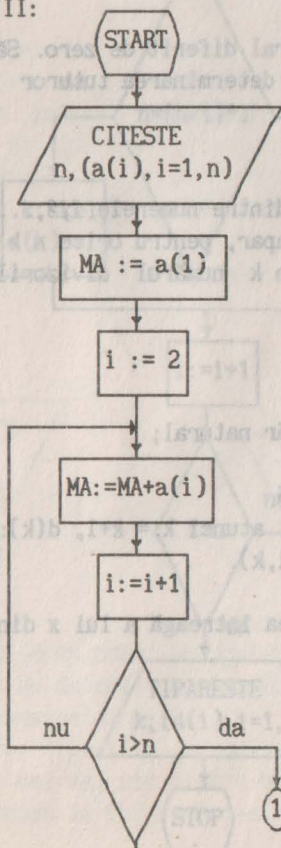 II:
START
CITESTE
n,(a(i),i=1,n)
MA := a(1)
i := 2
MA:=MA+a(i)
i:=i+1
nu
i>n
da
1